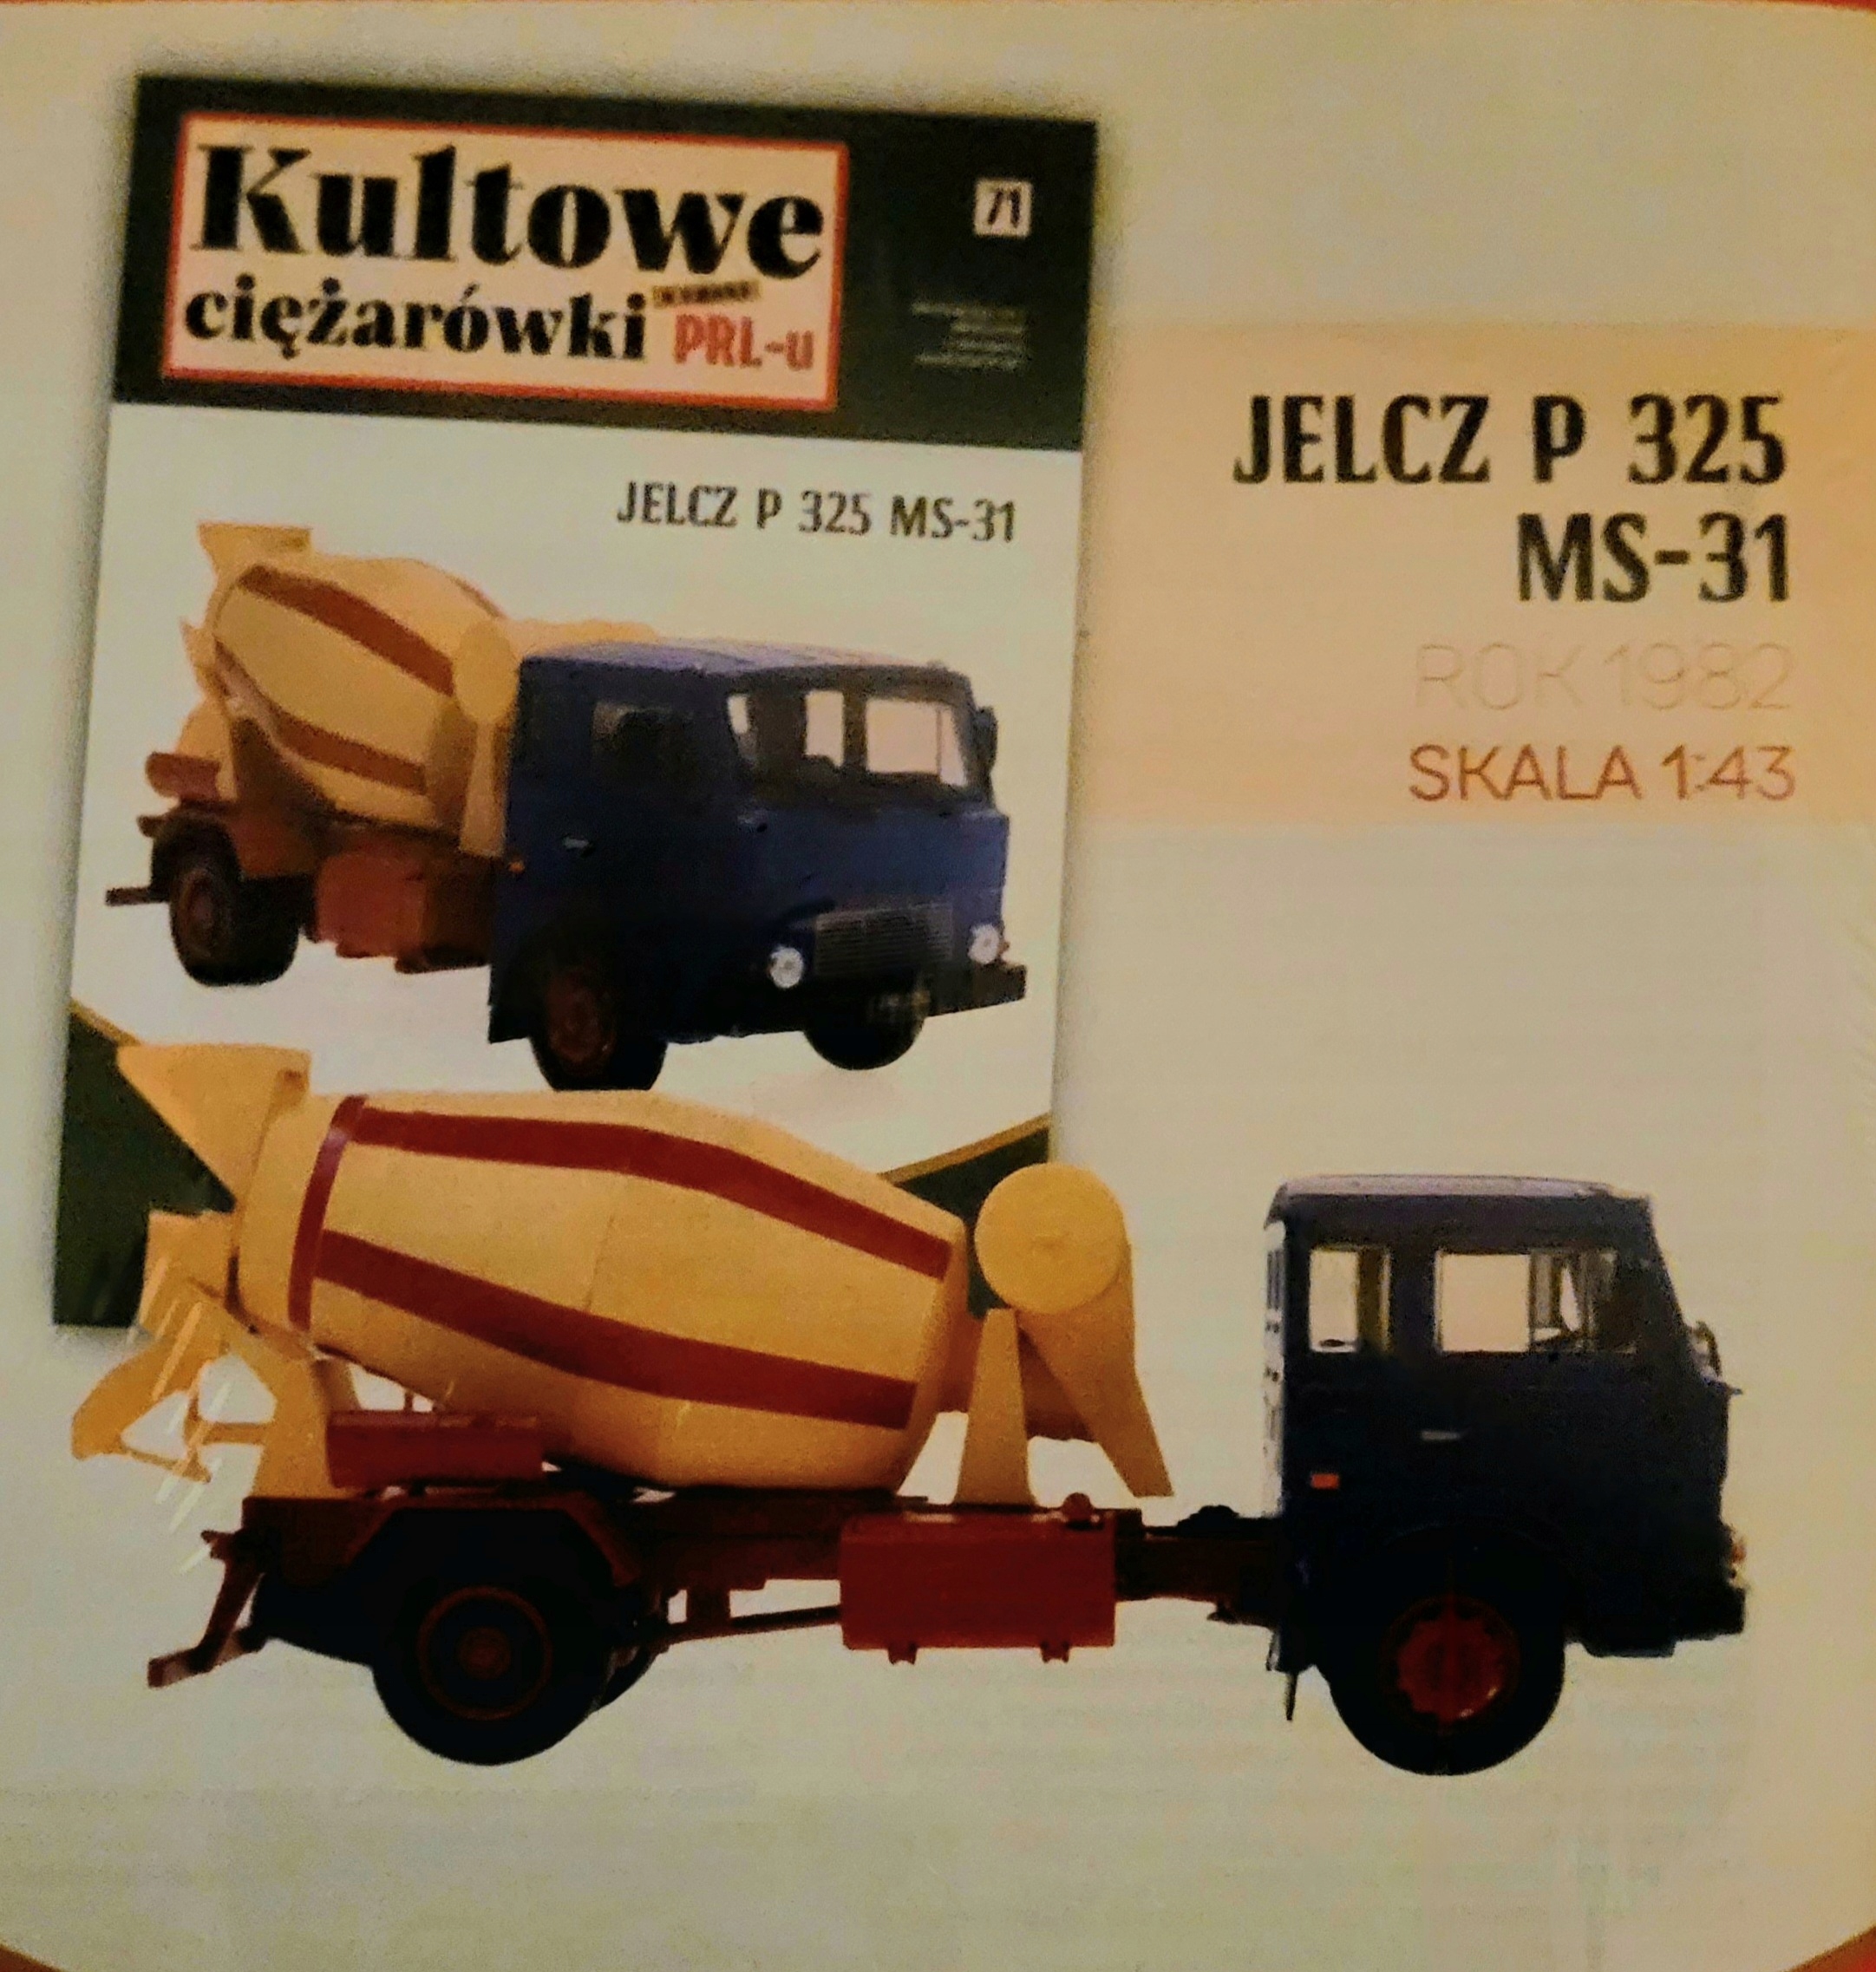 Kultowe
ciężarówki PRL-u
71
JELCZ P 325 MS-31
JELCZ P 325
MS-31
ROK 1982
SKALA 1:43